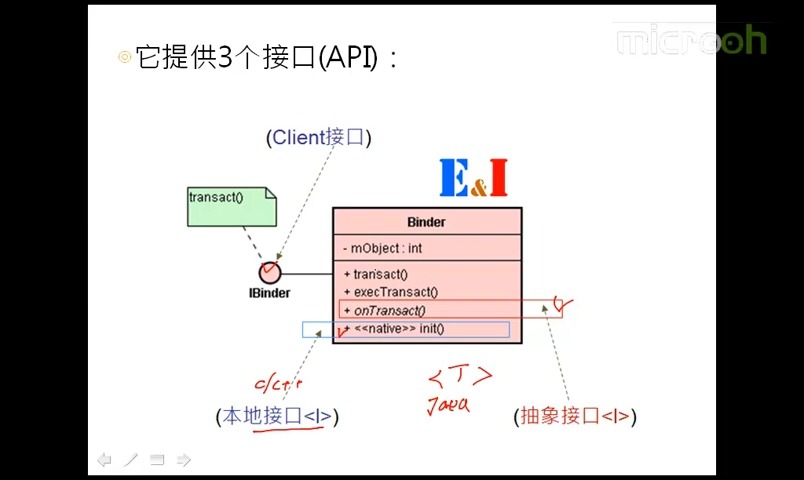 它提供3个接口(API)：
microoh
(Client接口)
E&I
transact()
Binder
- mObject : int
+ transact()
+ execTransact()
+ onTransact()
+ <<native>> init()
IBinder
c/c++
<T>
Java
(本地接口<I>)
(抽象接口<I>)